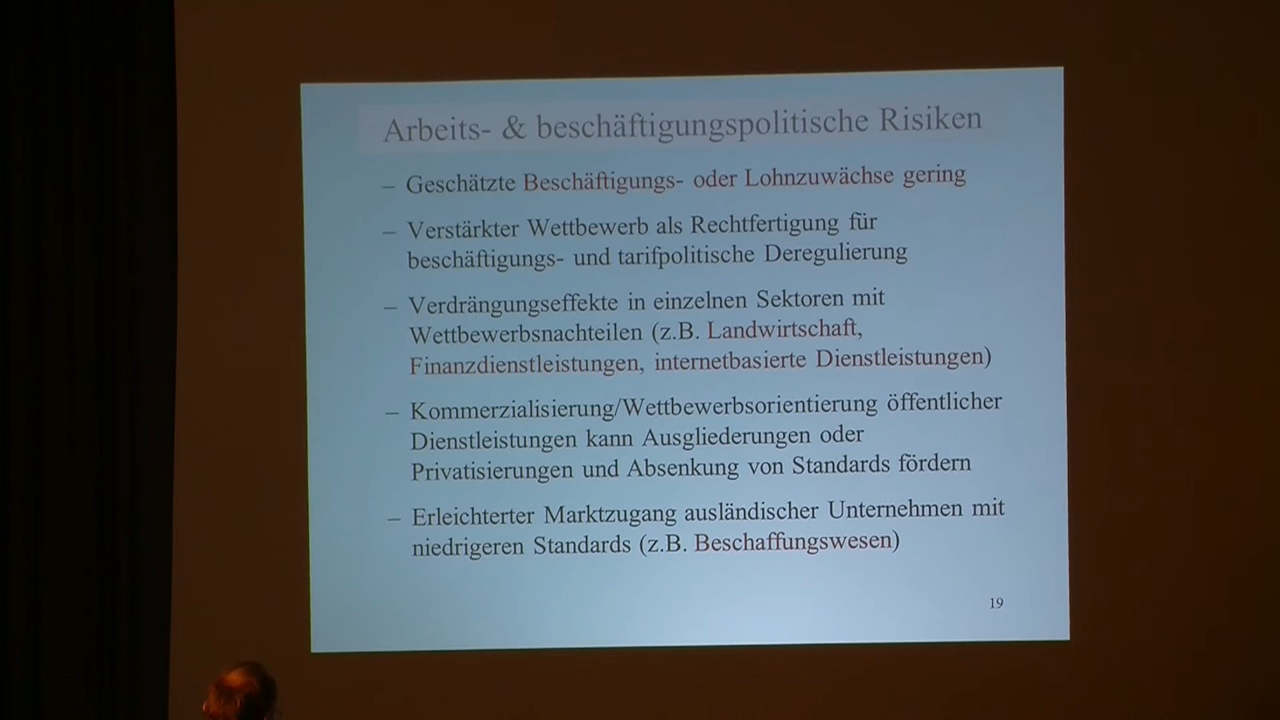 Arbeits- & beschäftigungspolitische Risiken
– Geschätzte Beschäftigungs- oder Lohnzuwächse gering
– Verstärkter Wettbewerb als Rechtfertigung für
beschäftigungs- und tarifpolitische Deregulierung
– Verdrängungseffekte in einzelnen Sektoren mit
Wettbewerbsnachteilen (z.B. Landwirtschaft,
Finanzdienstleistungen, internetbasierte Dienstleistungen)
– Kommerzialisierung/Wettbewerbsorientierung öffentlicher
Dienstleistungen kann Ausgliederungen oder
Privatisierungen und Absenkung von Standards fördern
– Erleichterter Marktzugang ausländischer Unternehmen mit
niedrigeren Standards (z.B. Beschaffungswesen)
19